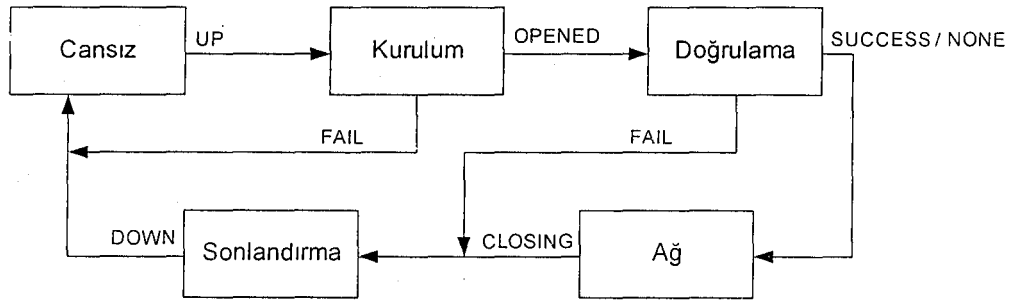 Cansız
UP
Kurulum
OPENED
Doğrulama
SUCCESS / NONE
FAIL
FAIL
DOWN
Sonlandırma
CLOSING
Ağ